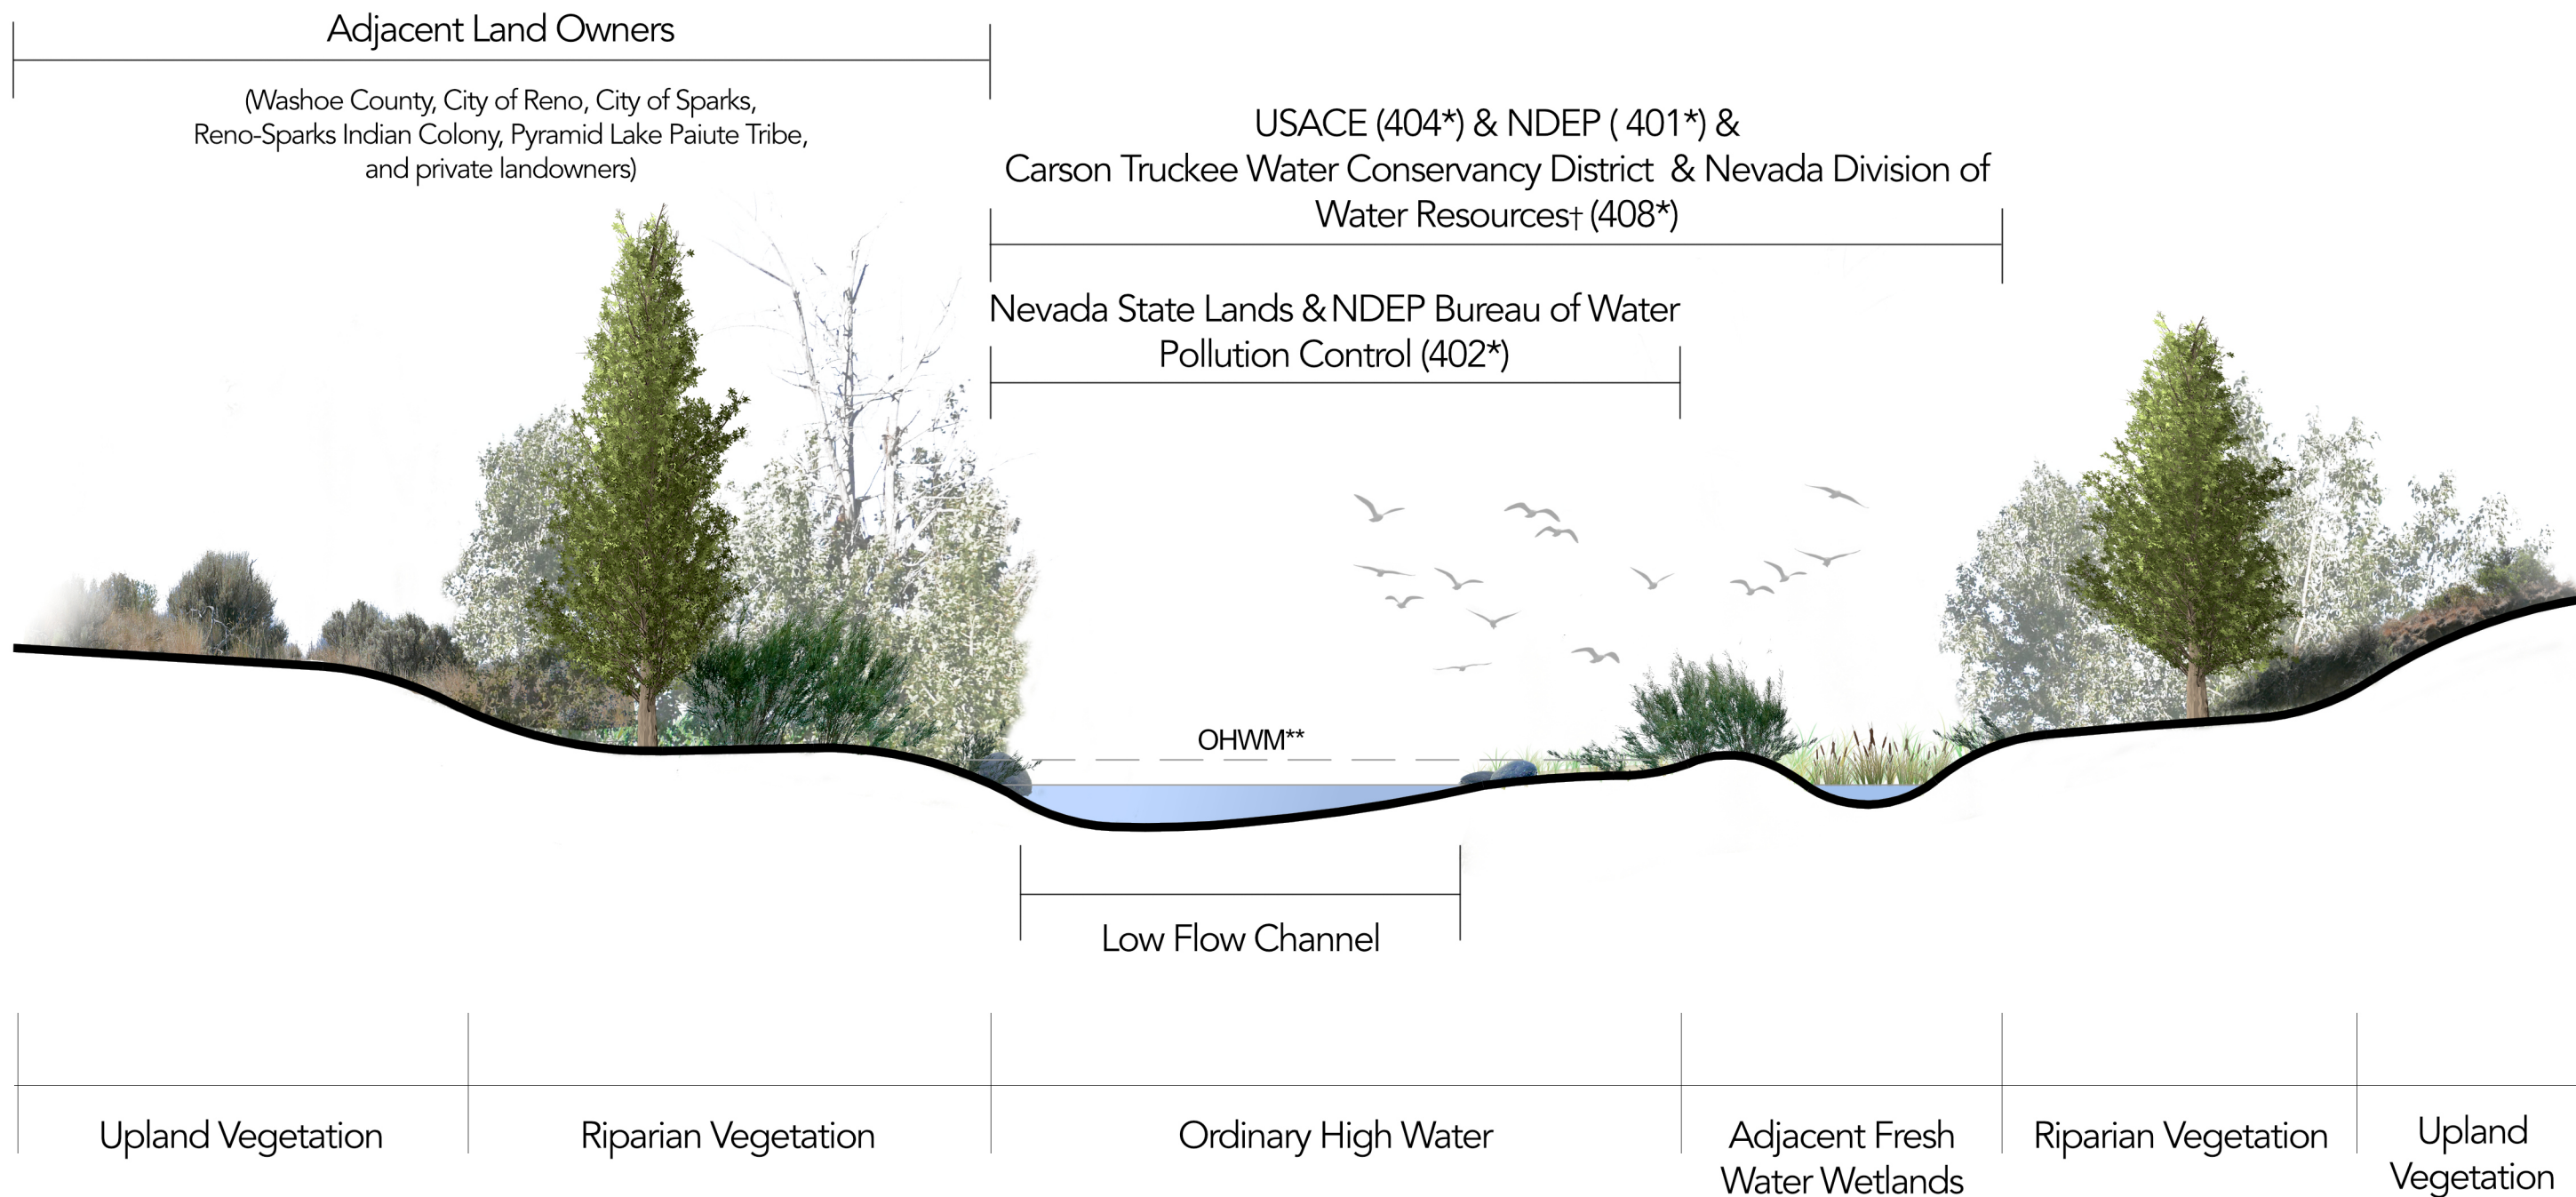 Adjacent Land Owners
(Washoe County, City of Reno, City of Sparks,
Reno-Sparks Indian Colony, Pyramid Lake Paiute Tribe,
and private landowners)
USACE (404*) & NDEP ( 401*) &
Carson Truckee Water Conservancy District & Nevada Division of
Water Resources† (408*)
Nevada State Lands & NDEP Bureau of Water
Pollution Control (402*)
OHWM**
Low Flow Channel
Upland Vegetation
Riparian Vegetation
Ordinary High Water
Adjacent Fresh
Water Wetlands
Riparian Vegetation
Upland
Vegetation